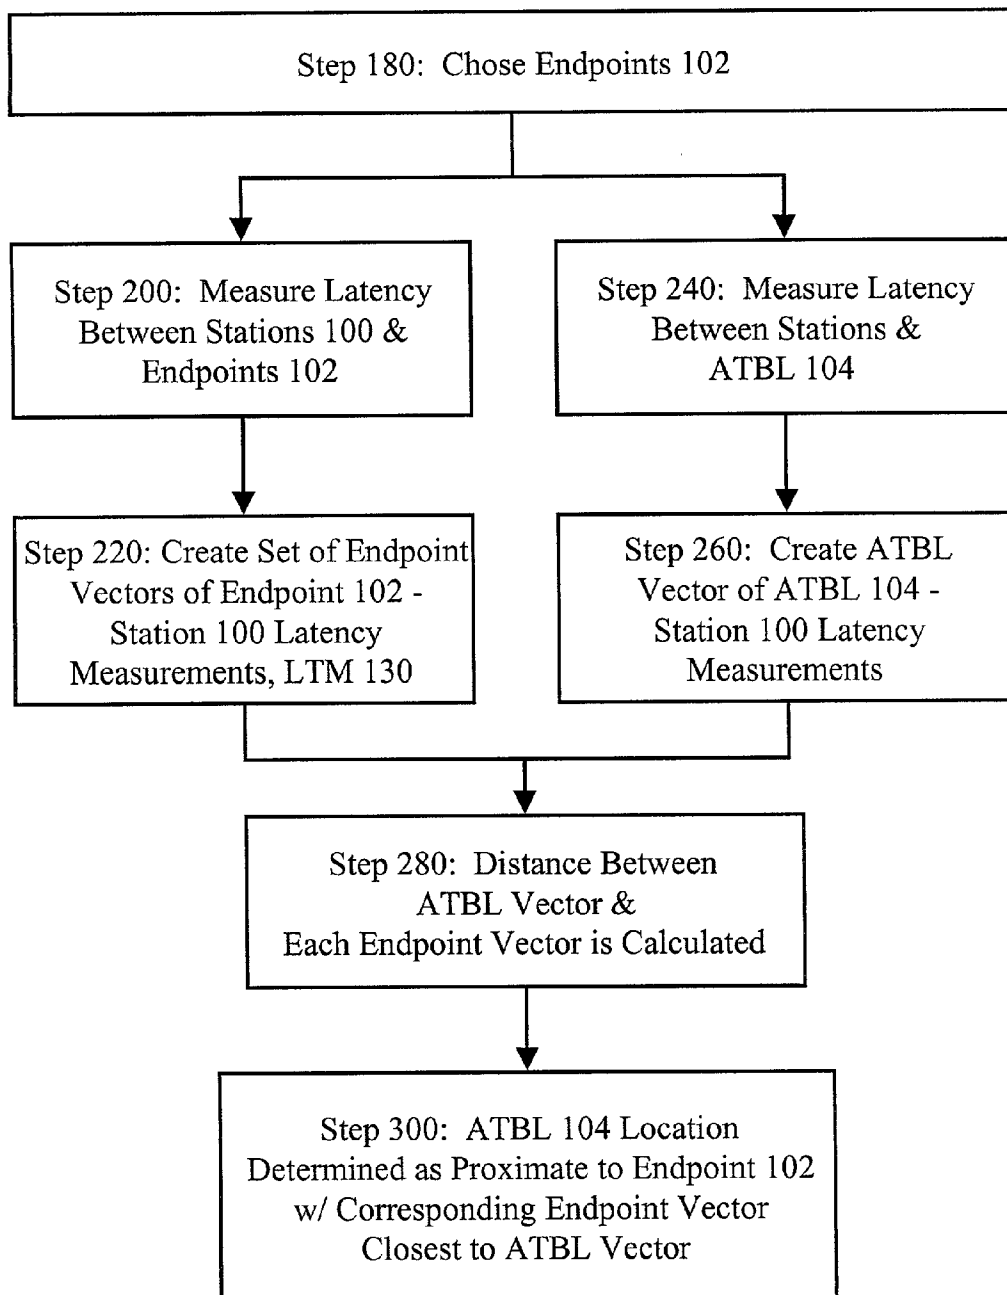 Step 180: Chose Endpoints 102
Step 200: Measure Latency
Between Stations 100 &
Endpoints 102
Step 240: Measure Latency
Between Stations &
ATBL 104
Step 220: Create Set of Endpoint
Vectors of Endpoint 102 -
Station 100 Latency
Measurements, LTM 130
Step 260: Create ATBL
Vector of ATBL 104 -
Station 100 Latency
Measurements
Step 280: Distance Between
ATBL Vector &
Each Endpoint Vector is Calculated
Step 300: ATBL 104 Location
Determined as Proximate to Endpoint 102
w/ Corresponding Endpoint Vector
Closest to ATBL Vector